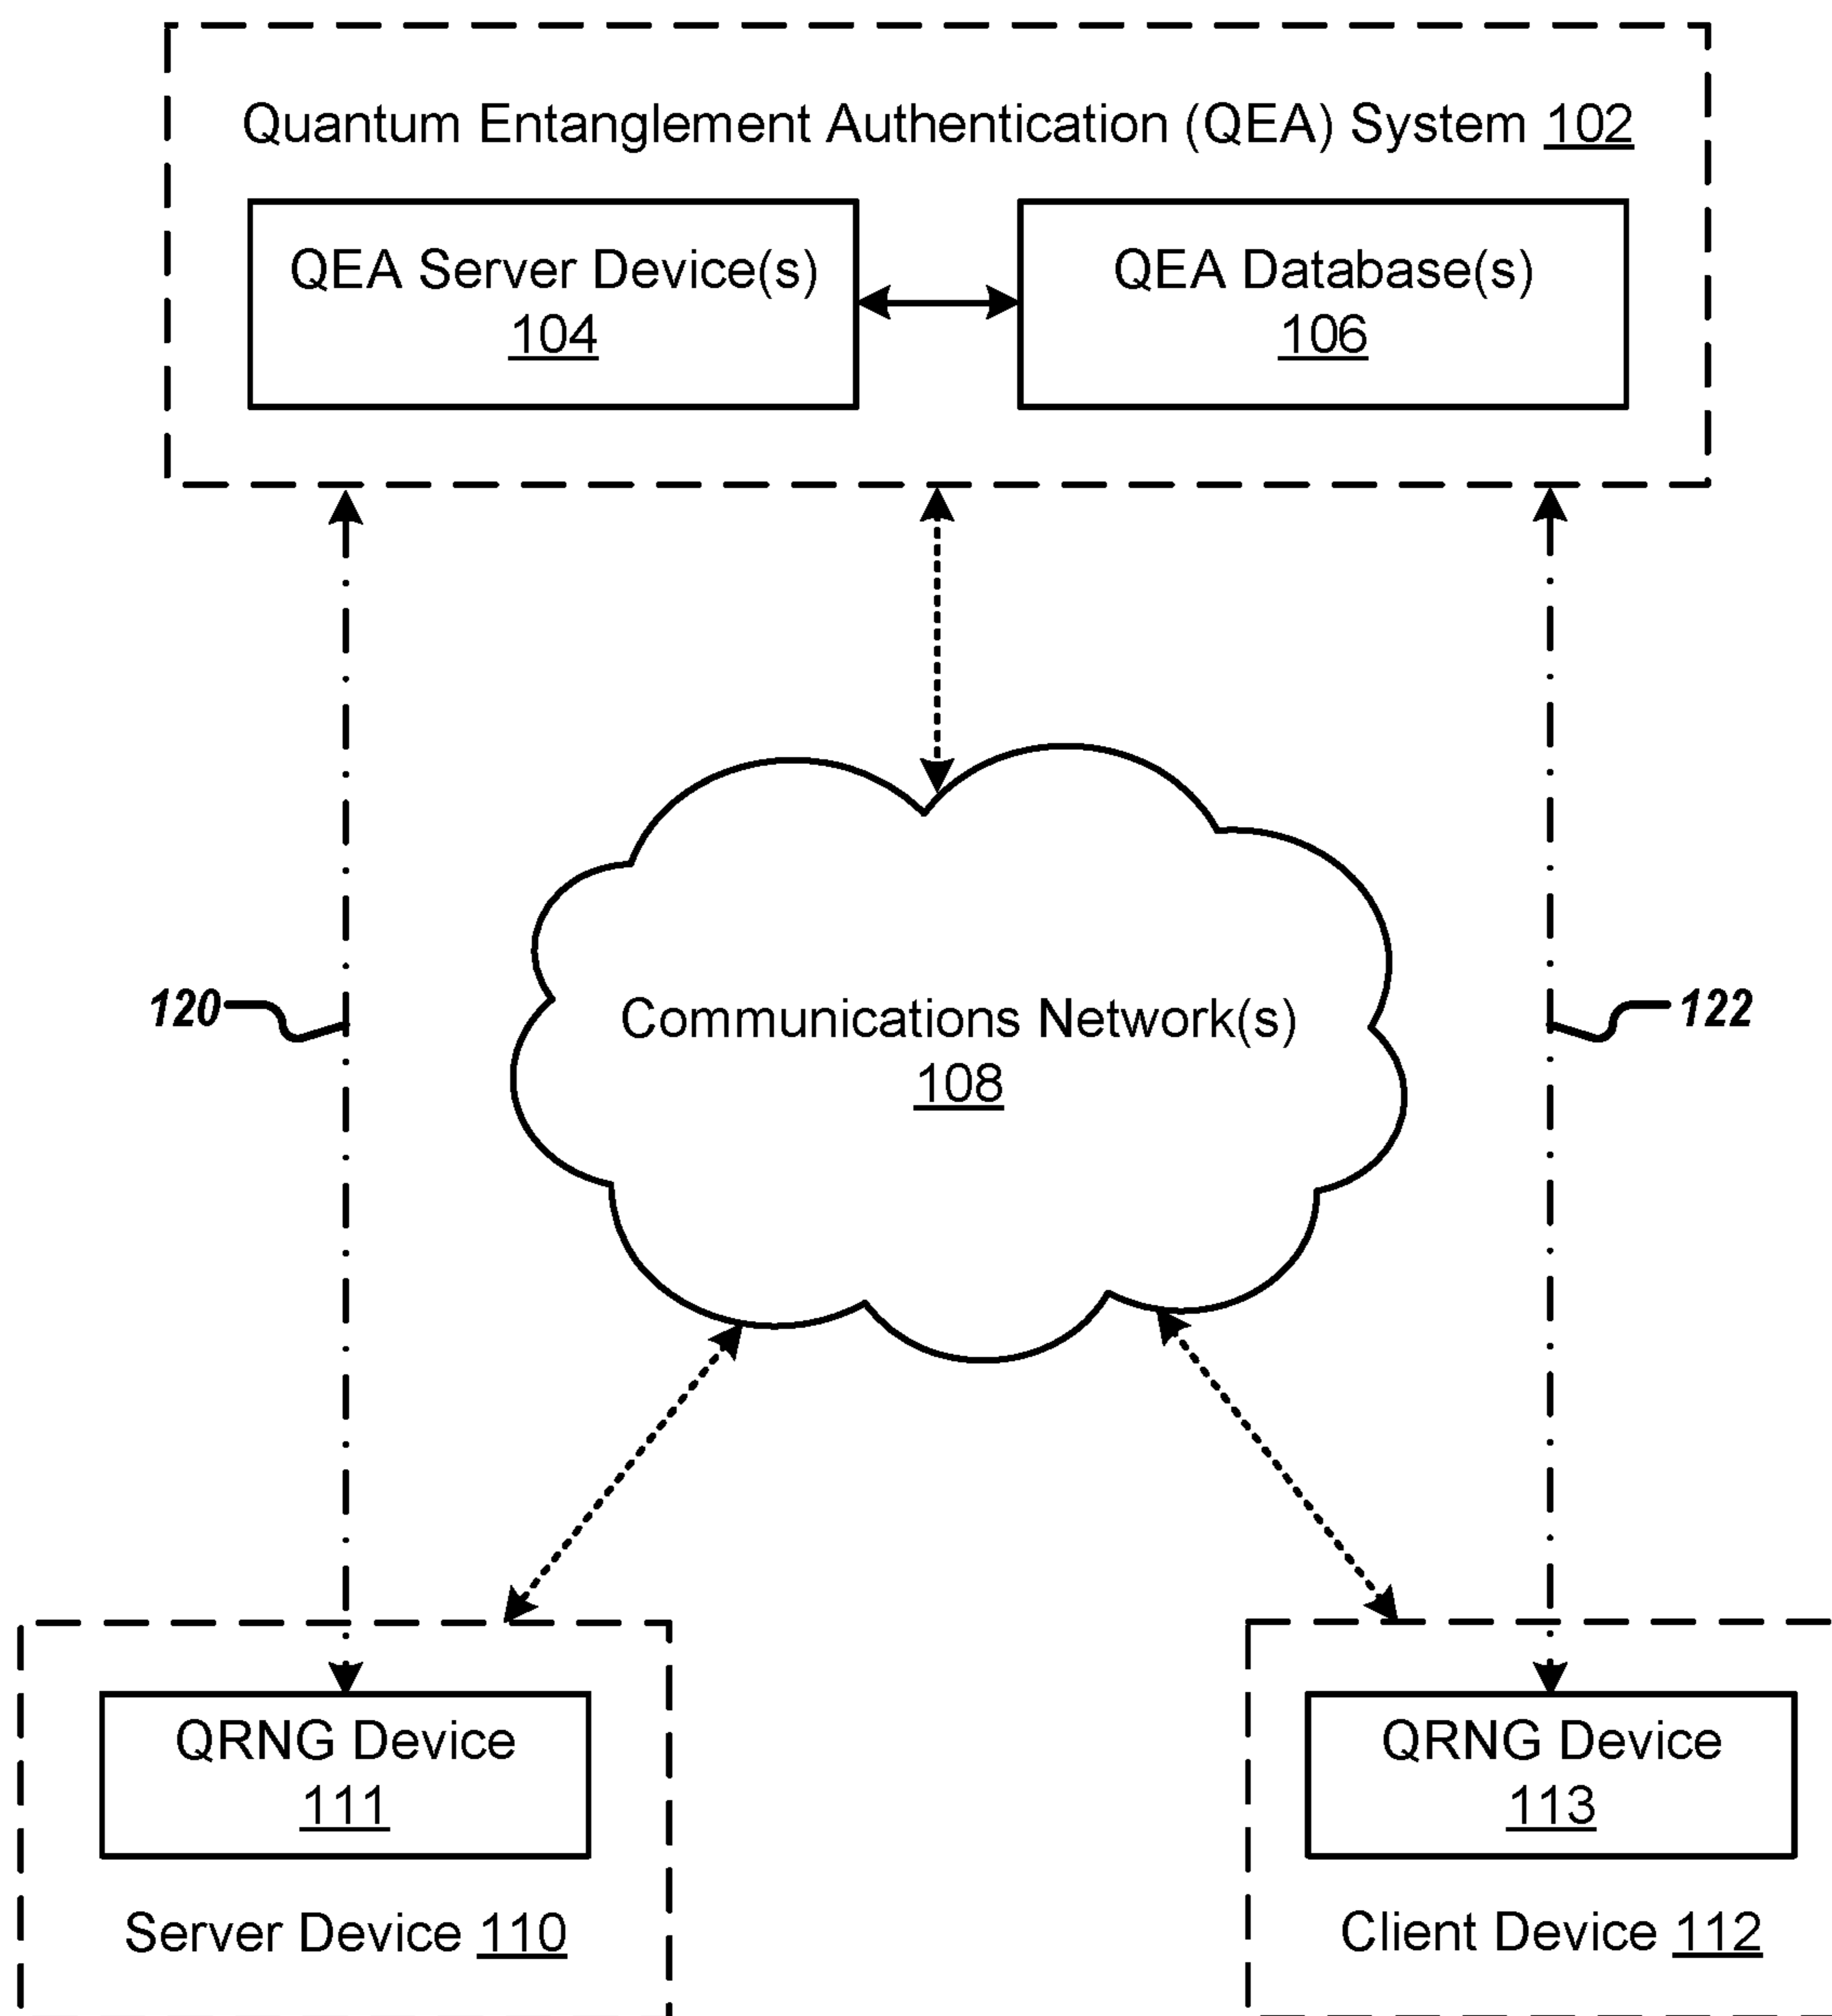 Quantum Entanglement Authentication (QEA) System 102
QEA Server Device(s)
104
QEA Database(s)
106
120
Communications Network(s)
108
122
QRNG Device
111
Server Device 110
QRNG Device
113
Client Device 112